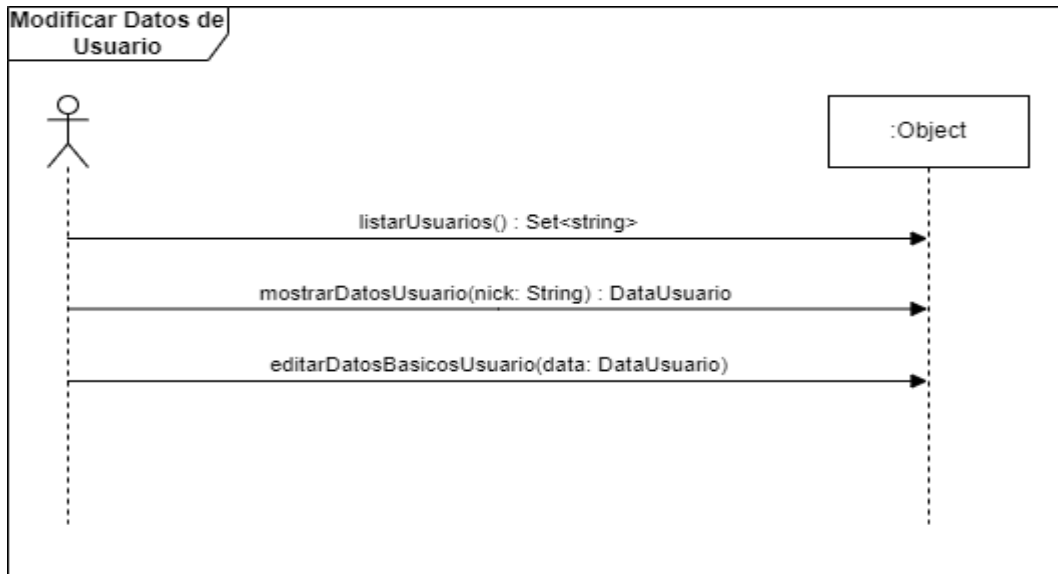 Modificar Datos de
Usuario
:Object
listarUsuarios() : Set<string>
mostrarDatosUsuario(nick: String) : DataUsuario
editarDatosBasicosUsuario(data: DataUsuario)